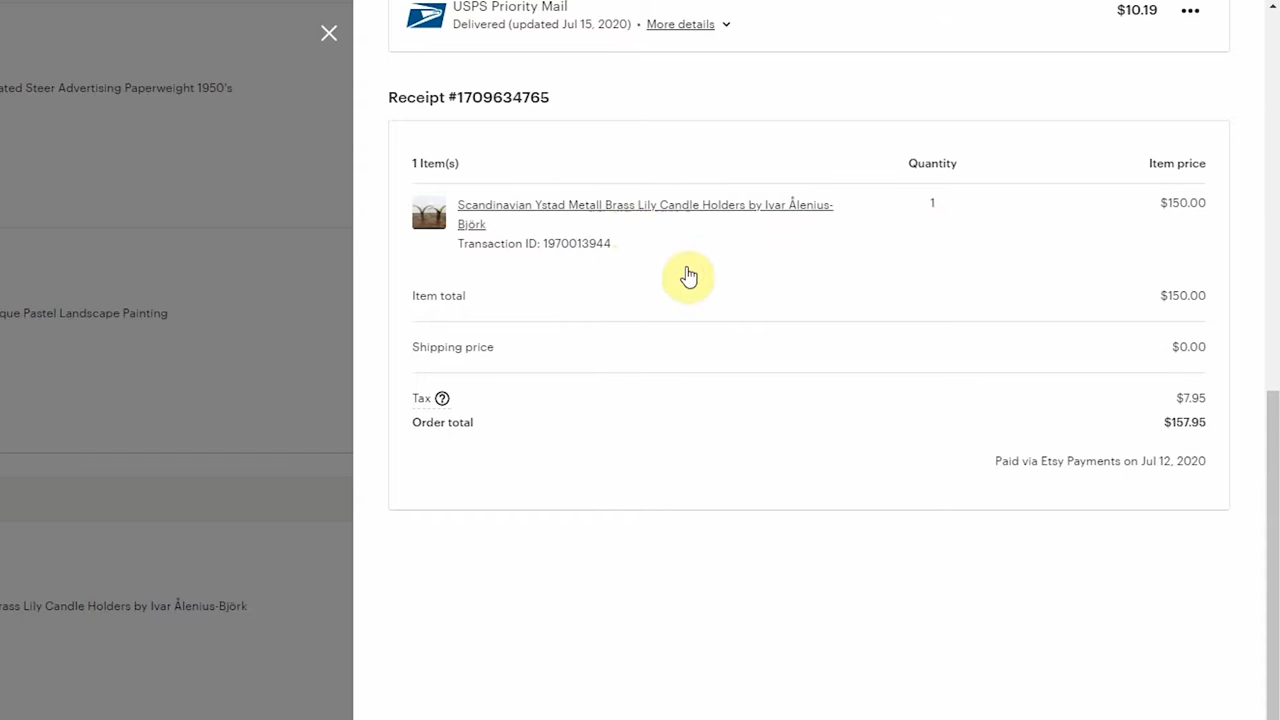 USPS Priority Mail
$10.19
Delivered (updated Jul 15, 2020) • More details
ated Steer Advertising Paperweight 1950's
Receipt #1709634765
1 Item(s) Quantity Item price
Scandinavian Ystad Metall Brass Lily Candle Holders by Ivar Ålenius-
Björk
1 $150.00
Transaction ID: 1970013944
Item total $150.00
que Pastel Landscape Painting
Shipping price $0.00
Tax ? $7.95
Order total $157.95
Paid via Etsy Payments on Jul 12, 2020
rass Lily Candle Holders by Ivar Ålenius-Björk